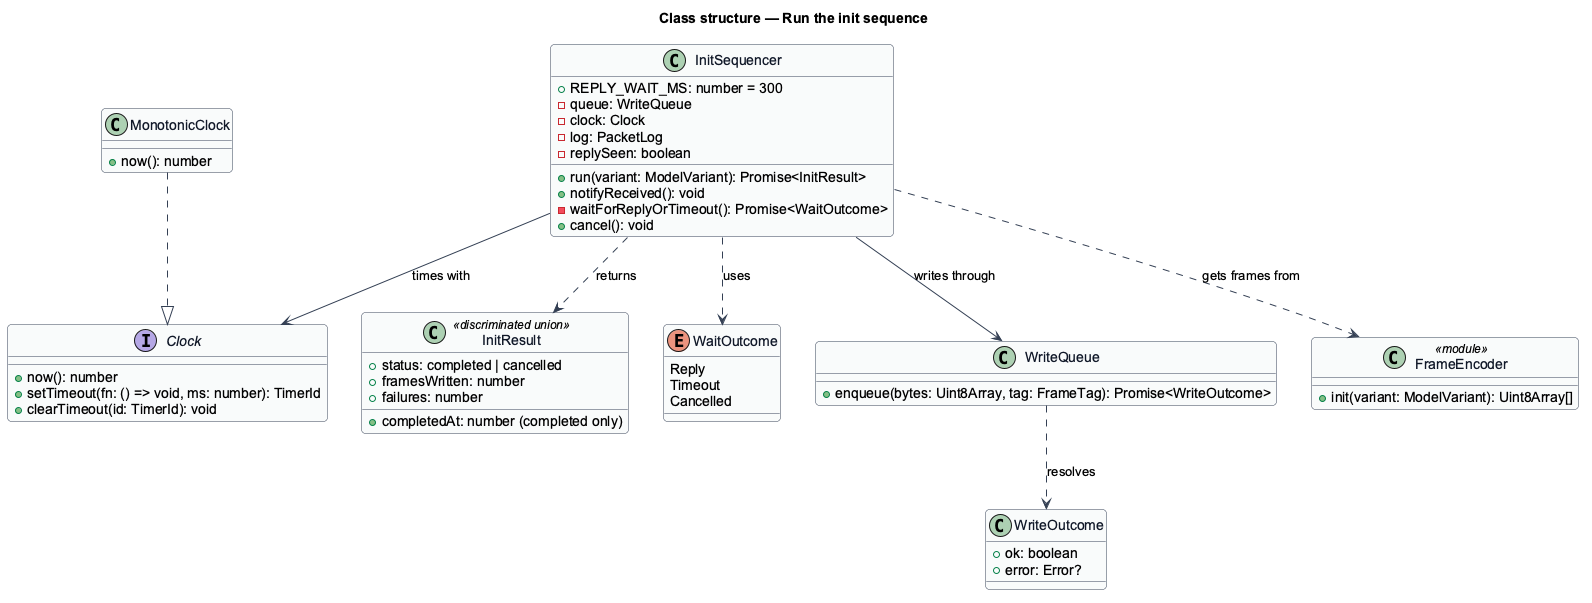 Class structure — Run the init sequence
C InitSequencer
REPLY_WAIT_MS: number = 300
queue: WriteQueue
clock: Clock
log: PacketLog
replySeen: boolean
run(variant: ModelVariant): Promise<InitResult>
notifyReceived(): void
waitForReplyOrTimeout(): Promise<WaitOutcome>
cancel(): void
C MonotonicClock
now(): number
times with
returns
uses
writes through
gets frames from
I Clock
now(): number
setTimeout(fn: () => void, ms: number): TimerId
clearTimeout(id: TimerId): void
C «discriminated union»
InitResult
status: completed | cancelled
framesWritten: number
failures: number
completedAt: number (completed only)
E WaitOutcome
Reply
Timeout
Cancelled
C WriteQueue
enqueue(bytes: Uint8Array, tag: FrameTag): Promise<WriteOutcome>
C «module»
FrameEncoder
init(variant: ModelVariant): Uint8Array[]
resolves
C WriteOutcome
ok: boolean
error: Error?